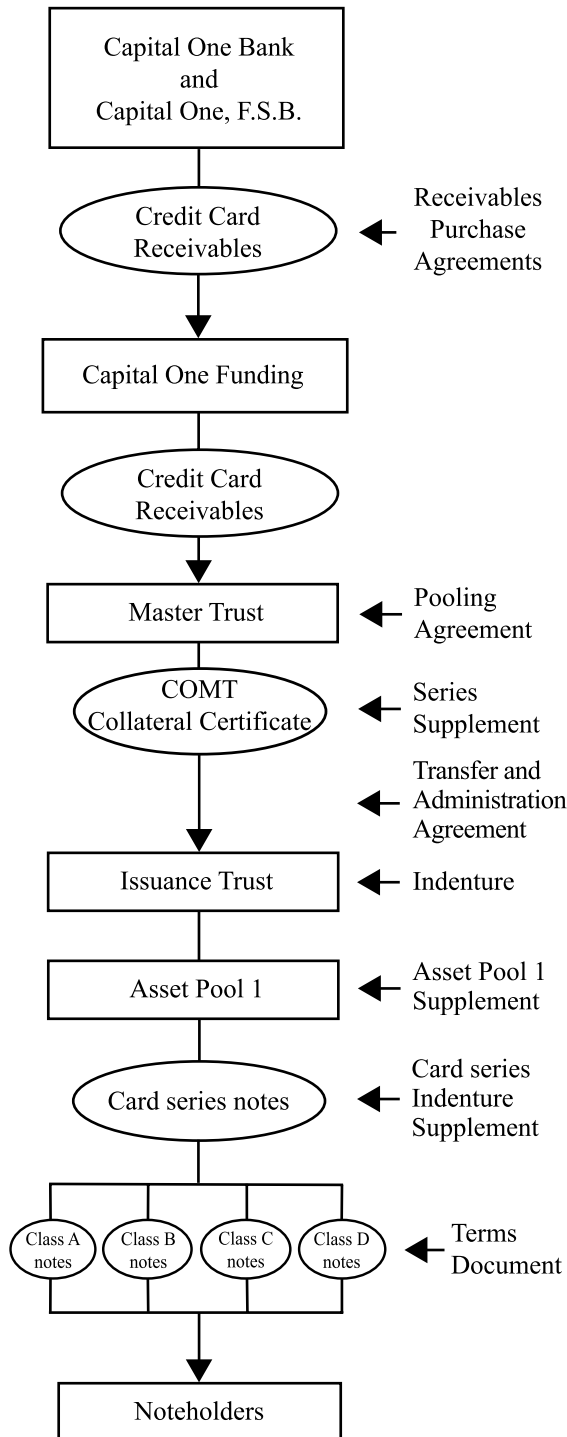 Capital One Bank
and
Capital One, F.S.B.
Credit Card
Receivables
Receivables
Purchase
Agreements
Capital One Funding
Credit Card
Receivables
Master Trust
Pooling
Agreement
COMT
Collateral Certificate
Series
Supplement
Transfer and
Administration
Agreement
Issuance Trust
Indenture
Asset Pool 1
Asset Pool 1
Supplement
Card series notes
Card series
Indenture
Supplement
Class A
notes
Class B
notes
Class C
notes
Class D
notes
Terms
Document
Noteholders